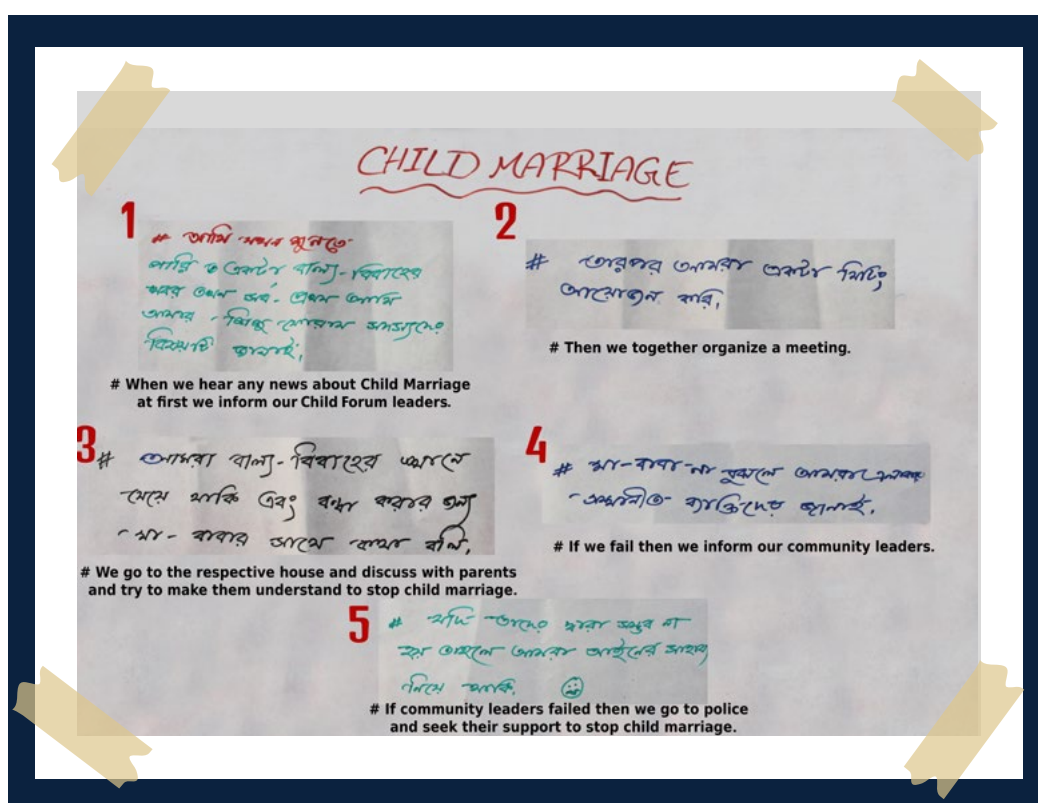 CHILD MARRIAGE
1
# আমি যখন শুনতে
পারি ঐ একটা বাল্য-বিবাহের
খবর তখন সর্ব প্রথম আমি
আমার শিশু ফোরাম সদস্যদের
বিষয়টি জানাই,
# When we hear any news about Child Marriage
at first we inform our Child Forum leaders.
2
# তারপর আমরা একটা মিটিং
আয়োজন করি,
# Then we together organize a meeting.
3
# আমরা বাল্য-বিবাহের স্থানে
যেয়ে থাকি এবং বন্ধ করার জন্য
মা-বাবার সাথে কথা বলি,
# We go to the respective house and discuss with parents
and try to make them understand to stop child marriage.
4
# মা-বাবা না বুঝলে আমরা এলাকার
সম্মানীত ব্যাক্তিদের জানাই,
# If we fail then we inform our community leaders.
5
# যদি তাদের দ্বারা সম্ভব না
হয় তাহলে আমরা আইনের সাহায্য
নিয়ে থাকি,
# If community leaders failed then we go to police
and seek their support to stop child marriage.